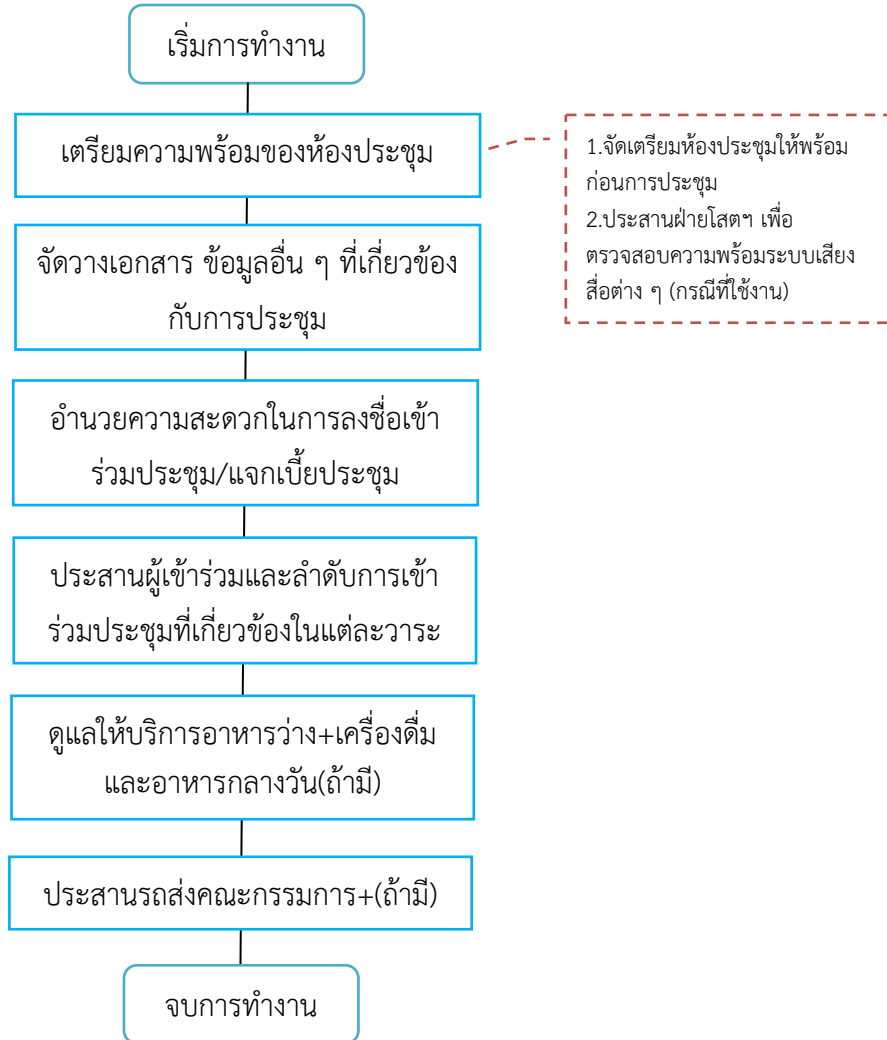 เริ่มการทำงาน
เตรียมความพร้อมของห้องประชุม
1.จัดเตรียมห้องประชุมให้พร้อม
ก่อนการประชุม
2.ประสานฝ่ายโสตฯ เพื่อ
ตรวจสอบความพร้อมระบบเสียง
สื่อต่าง ๆ (กรณีที่ใช้งาน)
จัดวางเอกสาร ข้อมูลอื่น ๆ ที่เกี่ยวข้อง
กับการประชุม
อำนวยความสะดวกในการลงชื่อเข้า
ร่วมประชุม/แจกเบี้ยประชุม
ประสานผู้เข้าร่วมและลำดับการเข้า
ร่วมประชุมที่เกี่ยวข้องในแต่ละวาระ
ดูแลให้บริการอาหารว่าง+เครื่องดื่ม
และอาหารกลางวัน(ถ้ามี)
ประสานรถส่งคณะกรรมการ+(ถ้ามี)
จบการทำงาน